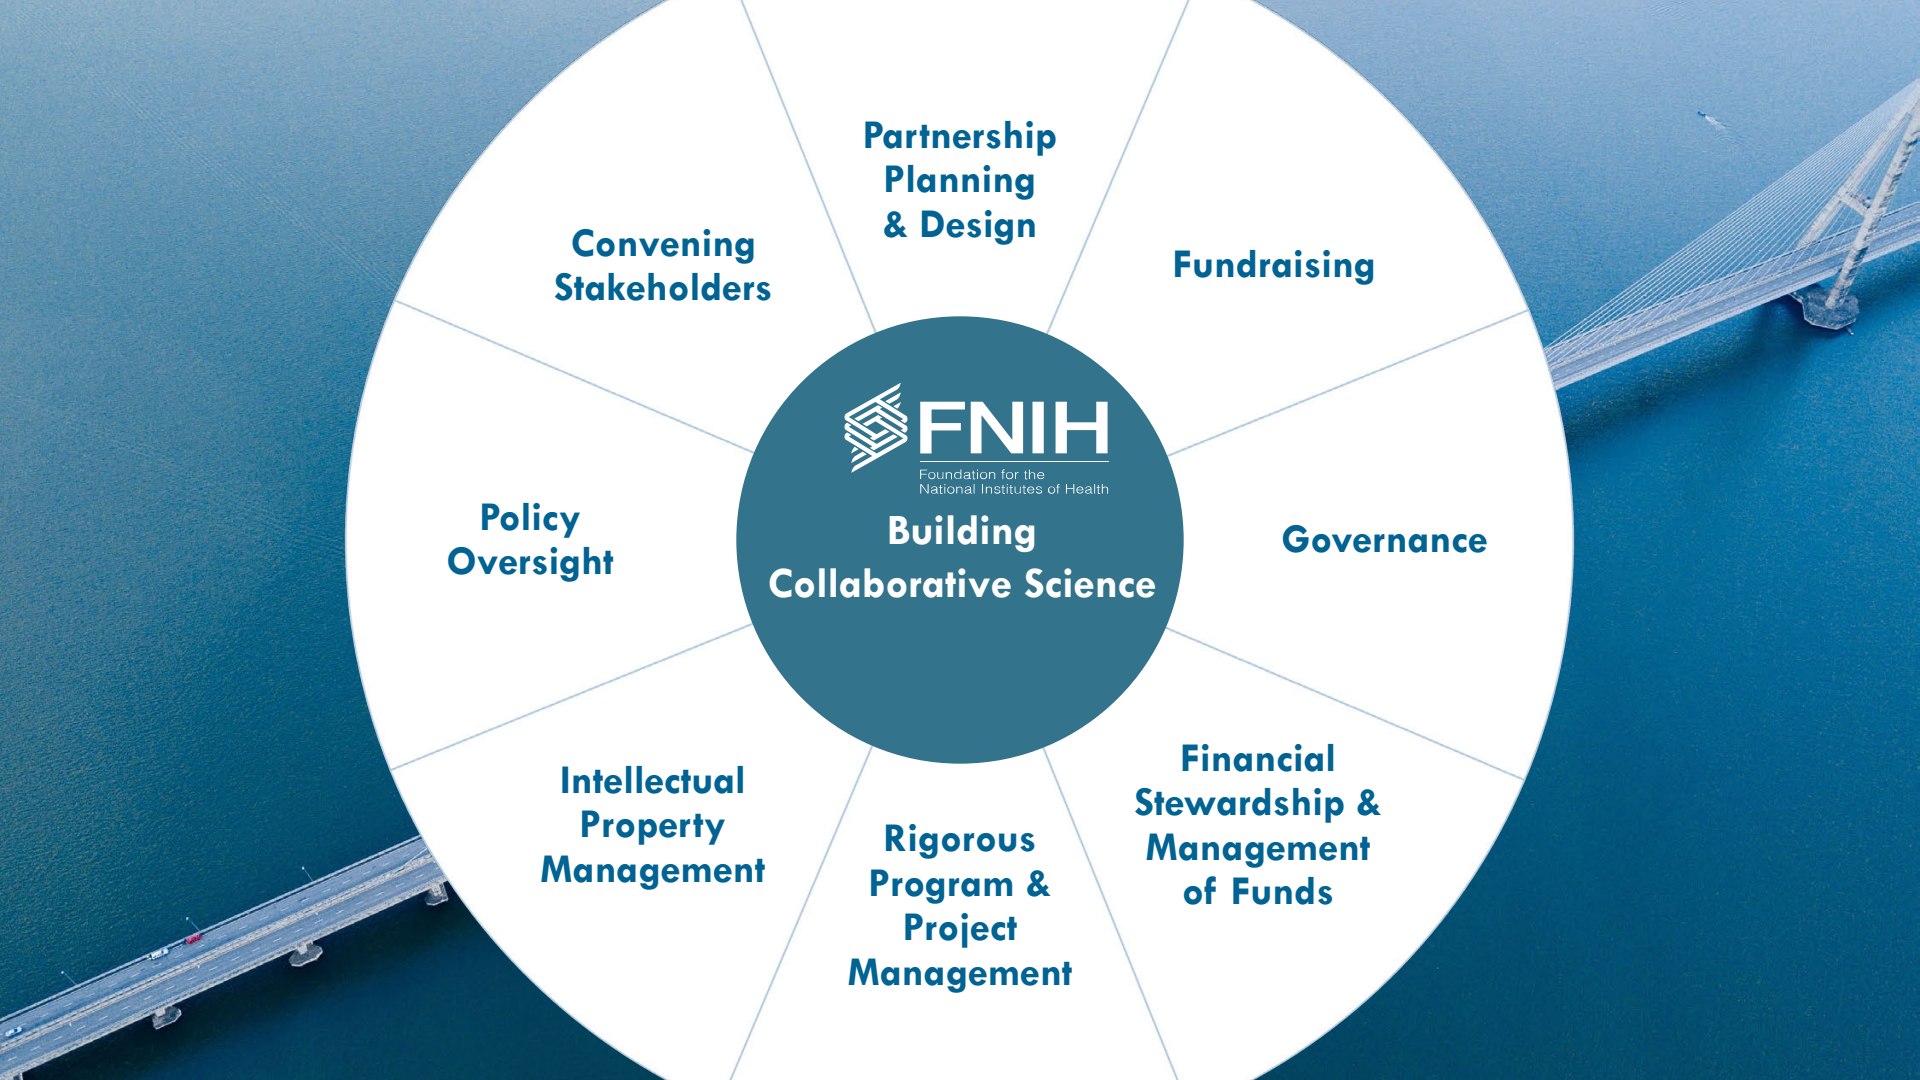 Partnership
Planning
& Design
Fundraising
Governance
Financial
Stewardship &
Management
of Funds
Rigorous
Program &
Project
Management
Intellectual
Property
Management
Policy
Oversight
Convening
Stakeholders
FNIH
Foundation for the
National Institutes of Health
Building
Collaborative Science